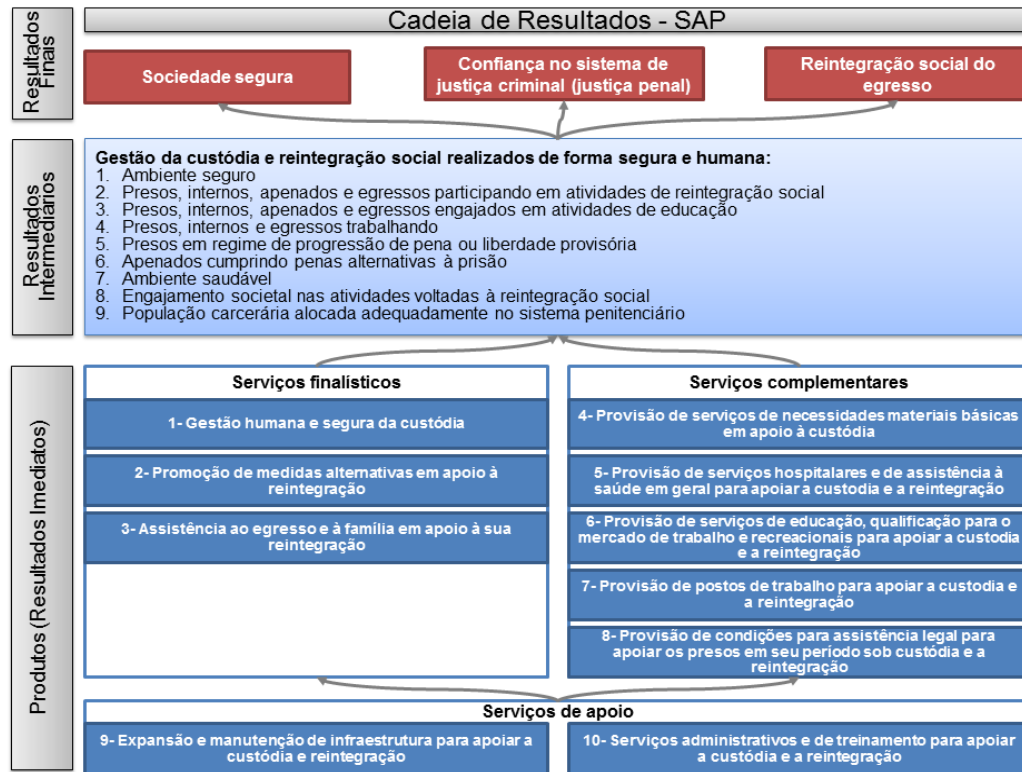 Cadeia de Resultados - SAP
Resultados
Finais
Sociedade segura
Confiança no sistema de
justiça criminal (justiça penal)
Reintegração social do
egresso
Resultados
Intermediários
Gestão da custódia e reintegração social realizados de forma segura e humana:
1. Ambiente seguro
2. Presos, internos, apenados e egressos participando em atividades de reintegração social
3. Presos, internos, apenados e egressos engajados em atividades de educação
4. Presos, internos e egressos trabalhando
5. Presos em regime de progressão de pena ou liberdade provisória
6. Apenados cumprindo penas alternativas à prisão
7. Ambiente saudável
8. Engajamento societal nas atividades voltadas à reintegração social
9. População carcerária alocada adequadamente no sistema penitenciário
Produtos (Resultados Imediatos)
Serviços finalísticos
1- Gestão humana e segura da custódia
2- Promoção de medidas alternativas em apoio à
reintegração
3- Assistência ao egresso e à família em apoio à sua
reintegração
Serviços complementares
4- Provisão de serviços de necessidades materiais básicas
em apoio à custódia
5- Provisão de serviços hospitalares e de assistência à
saúde em geral para apoiar a custodia e a reintegração
6- Provisão de serviços de educação, qualificação para o
mercado de trabalho e recreacionais para apoiar a custodia
e a reintegração
7- Provisão de postos de trabalho para apoiar a custodia e
a reintegração
8- Provisão de condições para assistência legal para
apoiar os presos em seu período sob custódia e a
reintegração
Serviços de apoio
9- Expansão e manutenção de infraestrutura para apoiar a
custódia e reintegração
10- Serviços administrativos e de treinamento para apoiar
a custódia e a reintegração